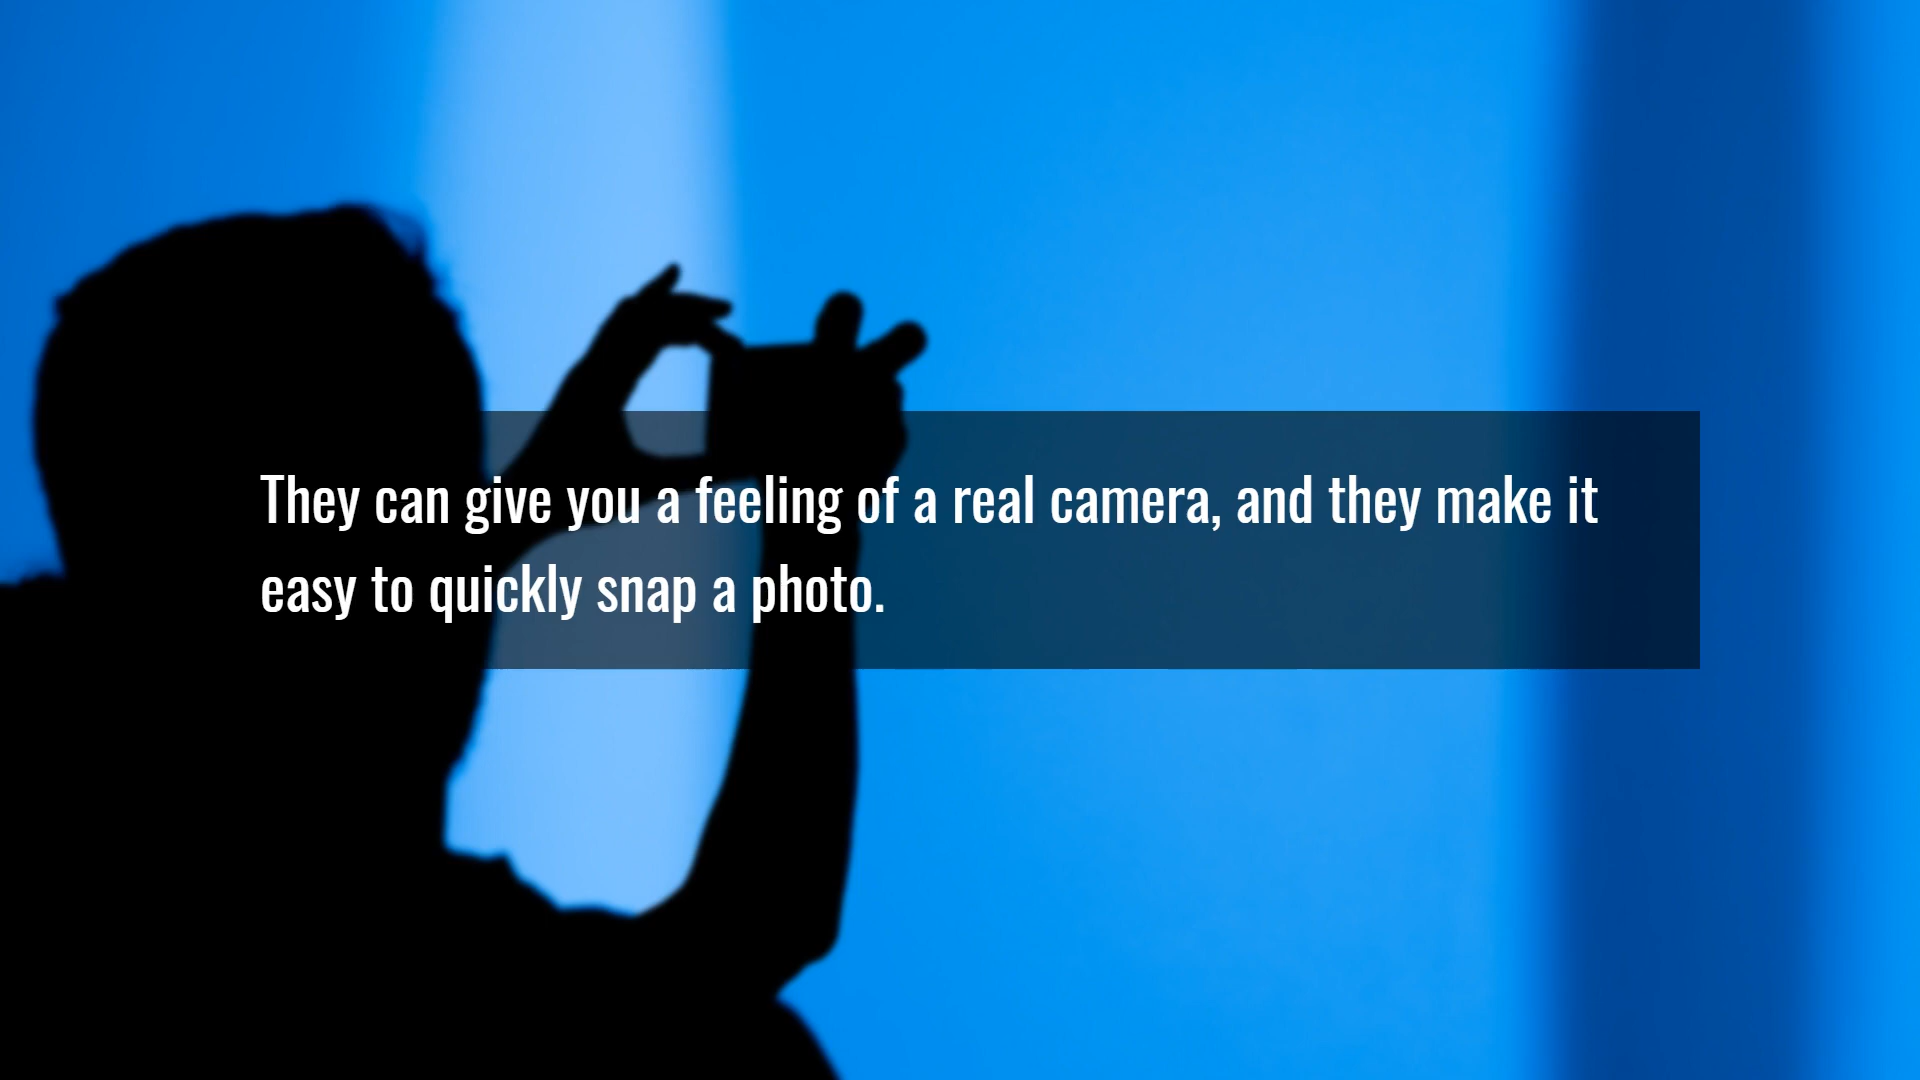 They can give you a feeling of a real camera, and they make it
easy to quickly snap a photo.